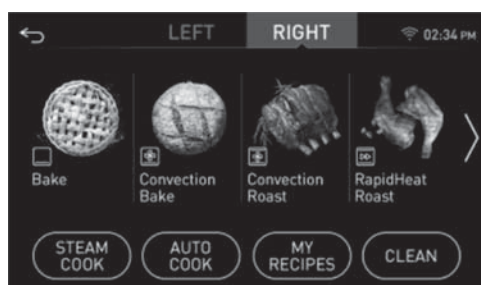 LEFT
RIGHT
02:34 PM
Bake
Convection
Bake
Convection
Roast
RapidHeat
Roast
STEAM
COOK
AUTO
COOK
MY
RECIPES
CLEAN